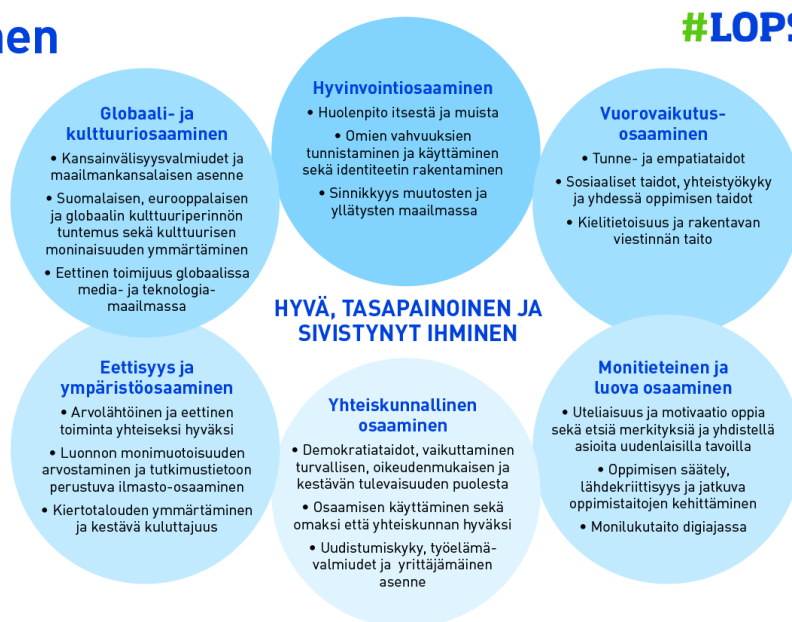 nen
#LOPS
Hyvinvointiosaaminen
• Huolenpito itsestä ja muista
• Omien vahvuuksien
tunnistaminen ja käyttäminen
sekä identiteetin rakentaminen
• Sinnikkyys muutosten ja
yllätysten maailmassa
Globaali- ja
kulttuuriosaaminen
• Kansainvälisyysvalmiudet ja
maailmankansalaisen asenne
• Suomalaisen, eurooppalaisen
ja globaalin kulttuuriperinnön
tuntemus sekä kulttuurisen
moninaisuuden ymmärtäminen
• Eettinen toimijuus globaalissa
media- ja teknologia-
maailmassa
Vuorovaikutus-
osaaminen
• Tunne- ja empatiataidot
• Sosiaaliset taidot, yhteistyökyky
ja yhdessä oppimisen taidot
• Kielitietoisuus ja rakentavan
viestinnän taito
HYVÄ, TASAPAINOINEN JA
SIVISTYNYT IHMINEN
Eettisyys ja
ympäristöosaaminen
• Arvolähtöinen ja eettinen
toiminta yhteiseksi hyväksi
• Luonnon monimuotoisuuden
arvostaminen ja tutkimustietoon
perustuva ilmasto-osaaminen
• Kiertotalouden ymmärtäminen
ja kestävä kuluttajuus
Yhteiskunnallinen
osaaminen
• Demokratiataidot, vaikuttaminen
turvallisen, oikeudenmukaisen ja
kestävän tulevaisuuden puolesta
• Osaamisen käyttäminen sekä
omaksi että yhteiskunnan hyväksi
• Uudistumiskyky, työelämä-
valmiudet ja yrittäjämäinen
asenne
Monitieteinen ja
luova osaaminen
• Uteliaisuus ja motivaatio oppia
sekä etsiä merkityksiä ja yhdistellä
asioita uudenlaisilla tavoilla
• Oppimisen säätely,
lähdekriittisyys ja jatkuva
oppimistaitojen kehittäminen
• Monilukutaito digiajassa